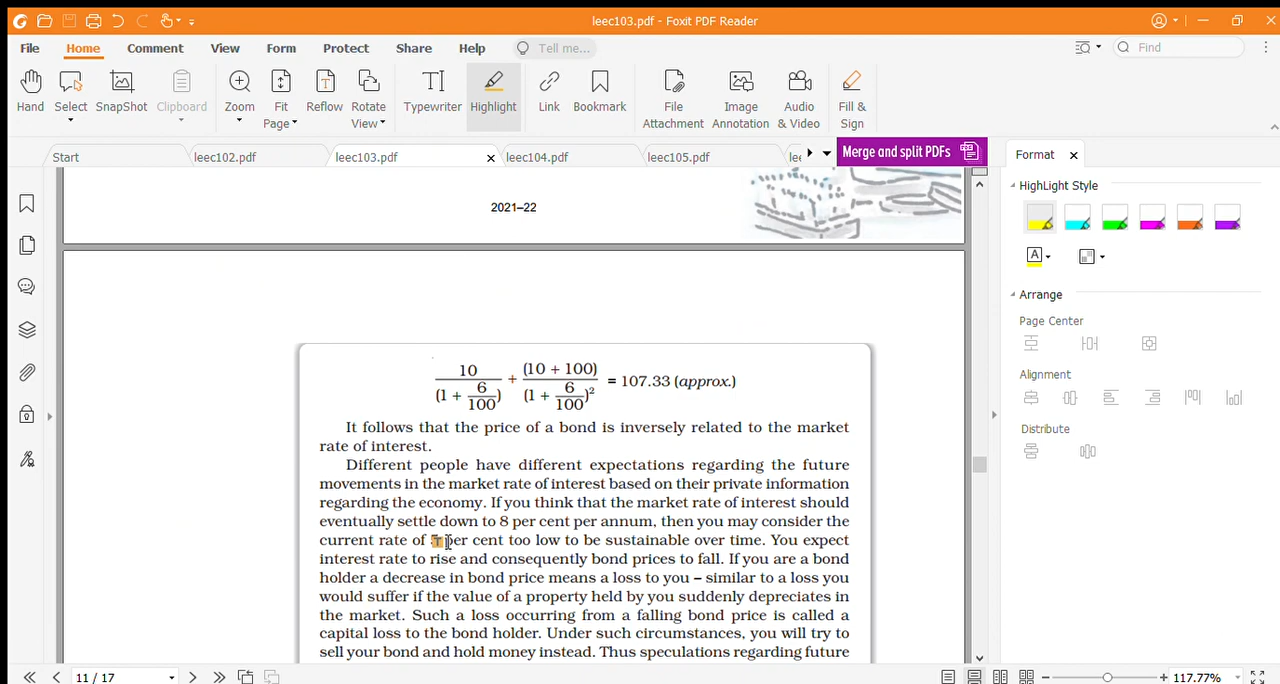 leec103.pdf - Foxit PDF Reader
File Home Comment View Form Protect Share Help Tell me... Find
Hand Select SnapShot Clipboard Zoom Fit Page Reflow Rotate View Typewriter Highlight Link Bookmark File Attachment Image Annotation Audio & Video Fill & Sign
Start leec102.pdf leec103.pdf leec104.pdf leec105.pdf Merge and split PDFs Format
HighLight Style
Arrange
Page Center
Alignment
Distribute
2021–22
10/(1 + 6/100) + (10 + 100)/(1 + 6/100)² = 107.33 (approx.)
It follows that the price of a bond is inversely related to the market
rate of interest.
Different people have different expectations regarding the future
movements in the market rate of interest based on their private information
regarding the economy. If you think that the market rate of interest should
eventually settle down to 8 per cent per annum, then you may consider the
current rate of per cent too low to be sustainable over time. You expect
interest rate to rise and consequently bond prices to fall. If you are a bond
holder a decrease in bond price means a loss to you – similar to a loss you
would suffer if the value of a property held by you suddenly depreciates in
the market. Such a loss occurring from a falling bond price is called a
capital loss to the bond holder. Under such circumstances, you will try to
sell your bond and hold money instead. Thus speculations regarding future
11 / 17 117.77%